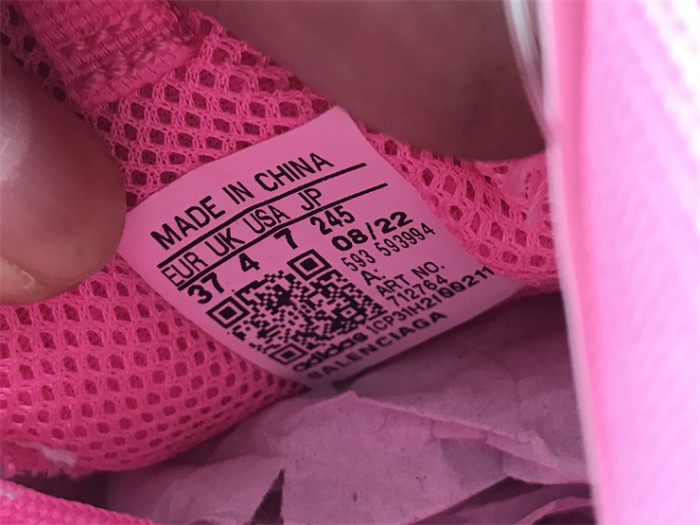 MADE IN CHINA
EUR UK USA JP
37 4 7 245
08/22
593 593994
A:
ART NO.
712764
adidas
BALENCIAGA